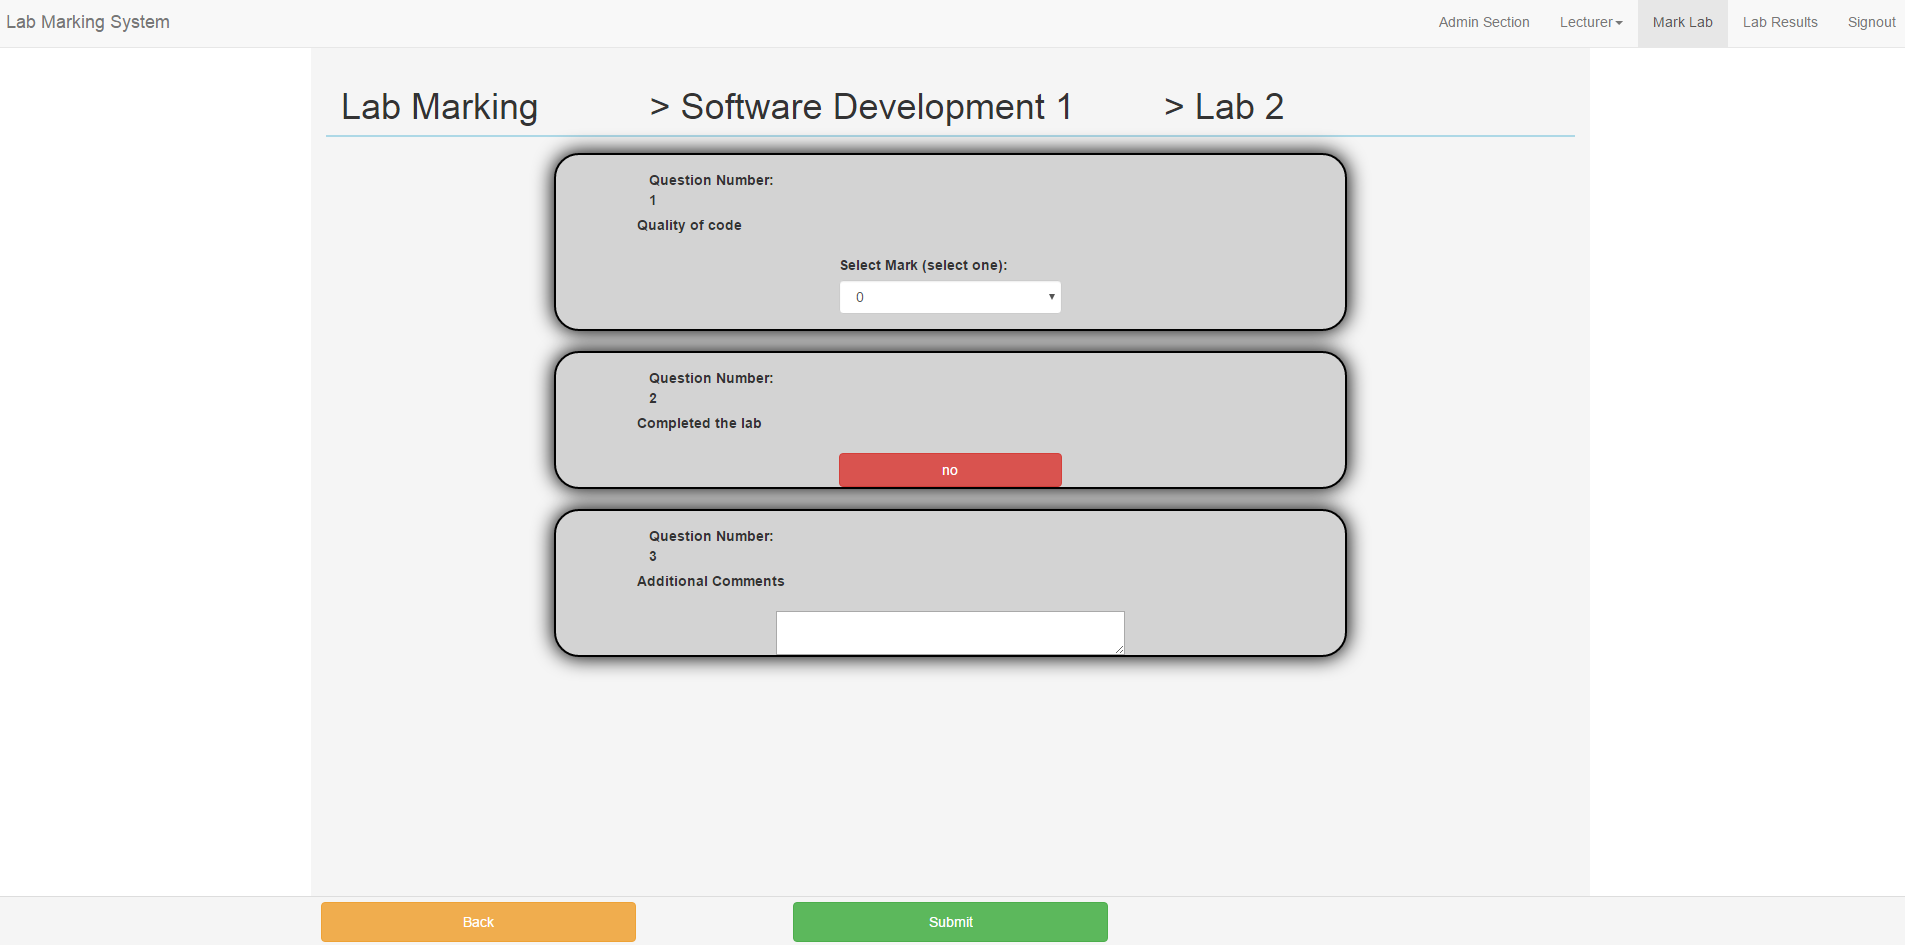 Lab Marking System Admin Section Lecturer Mark Lab Lab Results Signout
Lab Marking > Software Development 1 > Lab 2
Question Number:
1
Quality of code
Select Mark (select one):
0
Question Number:
2
Completed the lab
no
Question Number:
3
Additional Comments
Back Submit